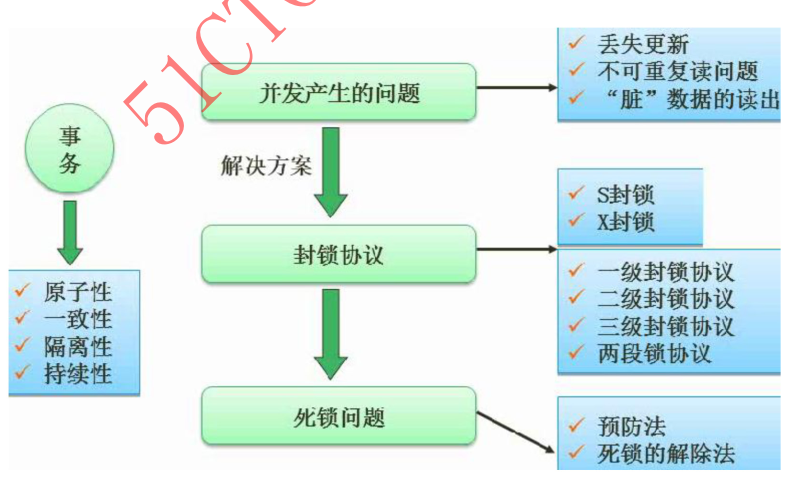 51CTO
并发产生的问题
丢失更新
不可重复读问题
“脏”数据的读出
事
务
解决方案
S封锁
X封锁
封锁协议
原子性
一致性
隔离性
持续性
一级封锁协议
二级封锁协议
三级封锁协议
两段锁协议
死锁问题
预防法
死锁的解除法